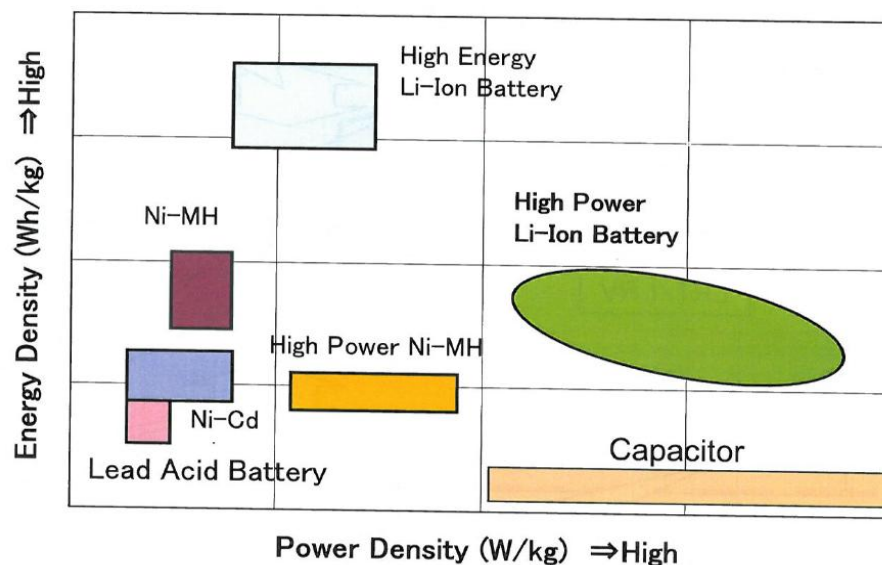 High Energy
Li-Ion Battery
Ni-MH
High Power
Li-Ion Battery
High Power Ni-MH
Ni-Cd
Lead Acid Battery
Capacitor
Energy Density (Wh/kg) ⇒High
Power Density (W/kg) ⇒High